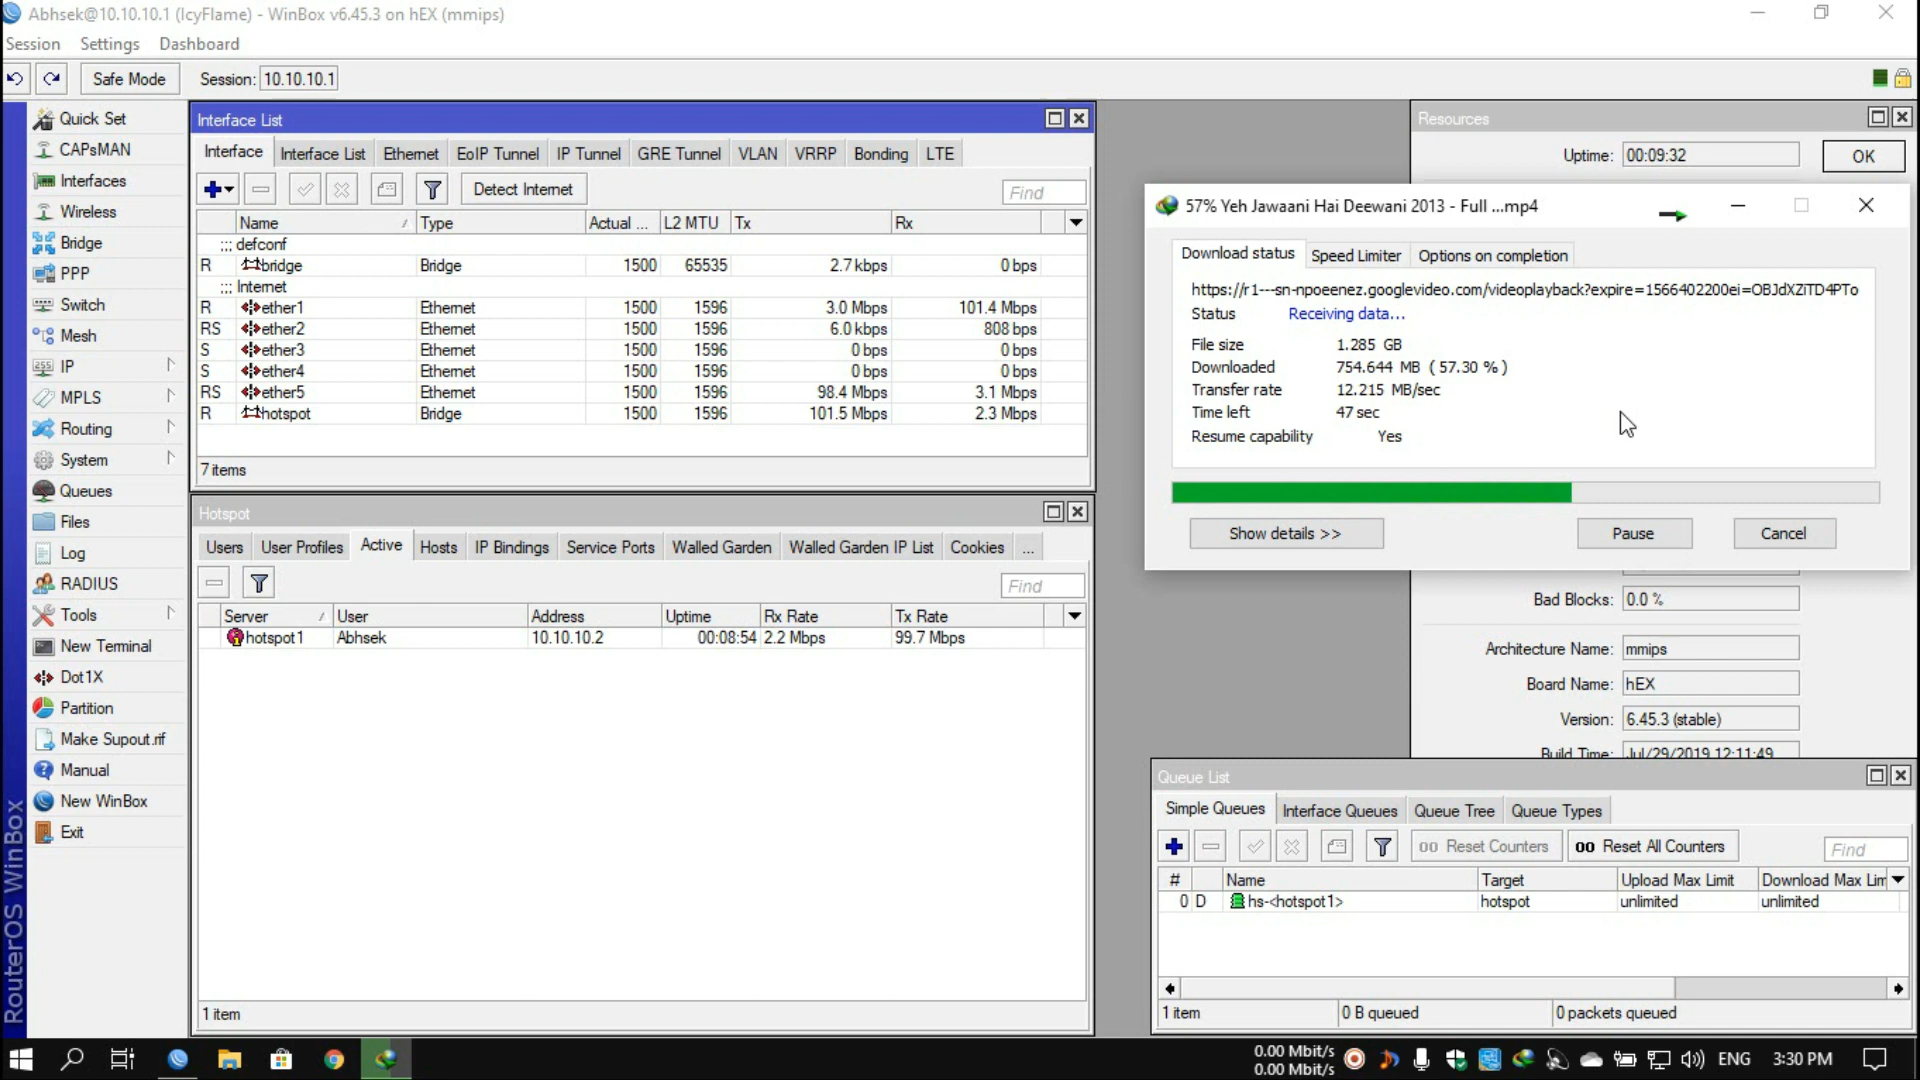 Abhsek@10.10.10.1 (IcyFlame) - WinBox v6.45.3 on hEX (mmips)
Session Settings Dashboard
Safe Mode Session: 10.10.10.1
Quick Set
CAPsMAN
Interfaces
Wireless
Bridge
PPP
Switch
Mesh
IP
MPLS
Routing
System
Queues
Files
Log
RADIUS
Tools
New Terminal
Dot1X
Partition
Make Supout.rif
Manual
New WinBox
Exit
RouterOS WinBox
Interface List
Interface Interface List Ethernet EoIP Tunnel IP Tunnel GRE Tunnel VLAN VRRP Bonding LTE
Detect Internet Find
Name Type Actual ... L2 MTU Tx Rx
;;; defconf
R bridge Bridge 1500 65535 2.7 kbps 0 bps
;;; Internet
R ether1 Ethernet 1500 1596 3.0 Mbps 101.4 Mbps
RS ether2 Ethernet 1500 1596 6.0 kbps 808 bps
S ether3 Ethernet 1500 1596 0 bps 0 bps
S ether4 Ethernet 1500 1596 0 bps 0 bps
RS ether5 Ethernet 1500 1596 98.4 Mbps 3.1 Mbps
R hotspot Bridge 1500 1596 101.5 Mbps 2.3 Mbps
7 items
Hotspot
Users User Profiles Active Hosts IP Bindings Service Ports Walled Garden Walled Garden IP List Cookies ...
Find
Server User Address Uptime Rx Rate Tx Rate
hotspot1 Abhsek 10.10.10.2 00:08:54 2.2 Mbps 99.7 Mbps
1 item
Resources
Uptime: 00:09:32 OK
57% Yeh Jawaani Hai Deewani 2013 - Full ...mp4
Download status Speed Limiter Options on completion
https://r1---sn-npoeenez.googlevideo.com/videoplayback?expire=1566402200ei=OBJdXZiTD4PTo
Status Receiving data...
File size 1.285 GB
Downloaded 754.644 MB ( 57.30 % )
Transfer rate 12.215 MB/sec
Time left 47 sec
Resume capability Yes
Show details >> Pause Cancel
Bad Blocks: 0.0 %
Architecture Name: mmips
Board Name: hEX
Version: 6.45.3 (stable)
Build Time: Jul/29/2019 12:11:49
Queue List
Simple Queues Interface Queues Queue Tree Queue Types
00 Reset Counters 00 Reset All Counters Find
# Name Target Upload Max Limit Download Max Lim
0 D hs-<hotspot1> hotspot unlimited unlimited
1 item 0 B queued 0 packets queued
0.00 Mbit/s
0.00 Mbit/s
ENG 3:30 PM